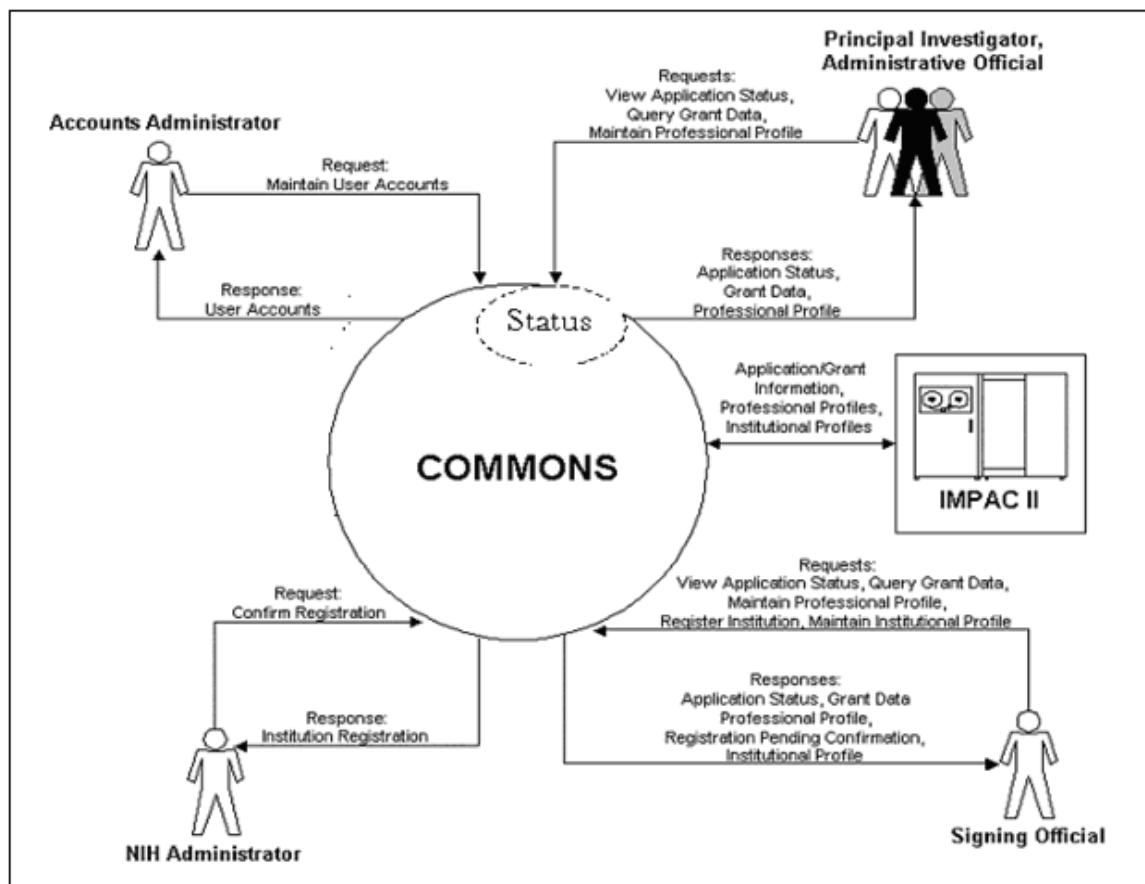 Principal Investigator,
Administrative Official
Requests:
View Application Status,
Query Grant Data,
Maintain Professional Profile
Accounts Administrator
Request:
Maintain User Accounts
Response:
User Accounts
Responses:
Application Status,
Grant Data,
Professional Profile
Status
Application/Grant
Information,
Professional Profiles,
Institutional Profiles
COMMONS
IMPAC II
Request:
Confirm Registration
Requests:
View Application Status, Query Grant Data,
Maintain Professional Profile,
Register Institution, Maintain Institutional Profile
Response:
Institution Registration
Responses:
Application Status, Grant Data
Professional Profile,
Registration Pending Confirmation,
Institutional Profile
NIH Administrator
Signing Official